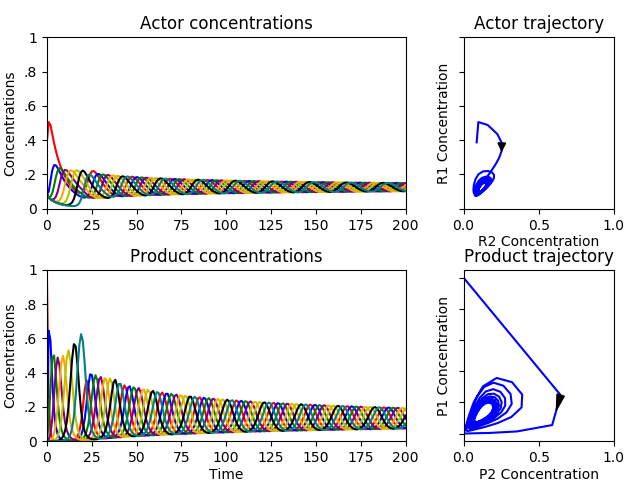 Actor concentrations
Actor trajectory
Concentrations
1
.8
.6
.4
.2
0
0 25 50 75 100 125 150 175 200
R1 Concentration
0.0 0.5 1.0
R2 Concentration
Product concentrations
Product trajectory
Concentrations
1
.8
.6
.4
.2
0
0 25 50 75 100 125 150 175 200
Time
P1 Concentration
0.0 0.5 1.0
P2 Concentration